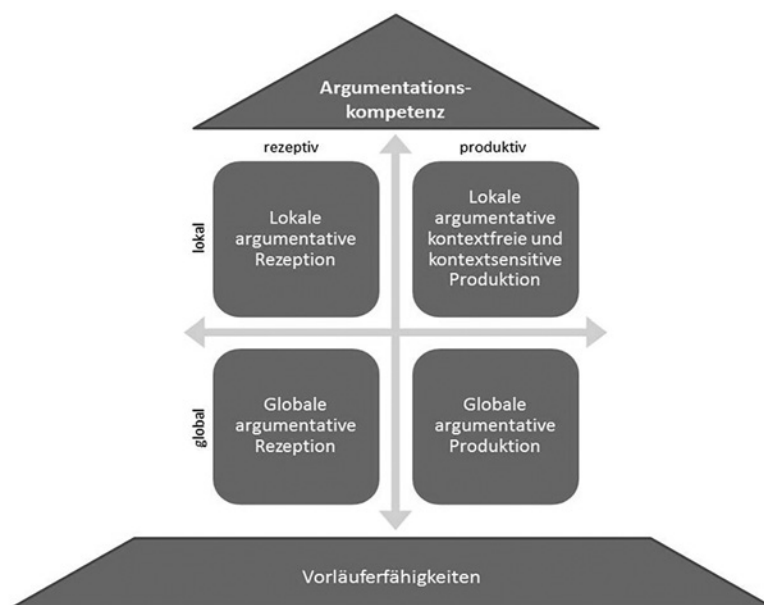 Argumentations-
kompetenz
rezeptiv
produktiv
lokal
Lokale
argumentative
Rezeption
Lokale
argumentative
kontextfreie und
kontextsensitive
Produktion
global
Globale
argumentative
Rezeption
Globale
argumentative
Produktion
Vorläuferfähigkeiten